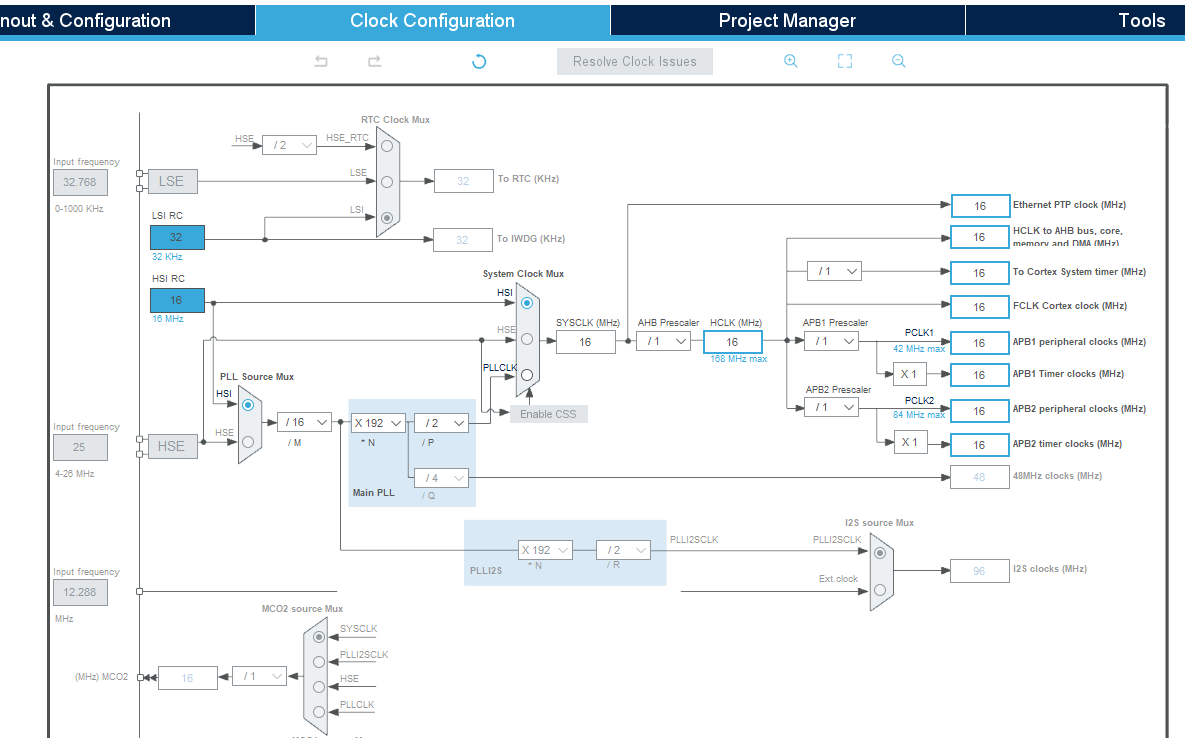 nout & Configuration
Clock Configuration
Project Manager
Tools
Resolve Clock Issues
RTC Clock Mux
HSE
/ 2
HSE_RTC
Input frequency
32.768
0-1000 KHz
LSE
LSE
32
To RTC (KHz)
LSI RC
32
32 KHz
LSI
32
To IWDG (KHz)
HSI RC
16
16 MHz
System Clock Mux
HSI
HSE
PLLCLK
SYSCLK (MHz)
16
AHB Prescaler
/ 1
HCLK (MHz)
16
168 MHz max
16
Ethernet PTP clock (MHz)
16
HCLK to AHB bus, core,
memory and DMA (MHz)
/ 1
16
To Cortex System timer (MHz)
16
FCLK Cortex clock (MHz)
APB1 Prescaler
/ 1
PCLK1
42 MHz max
16
APB1 peripheral clocks (MHz)
X 1
16
APB1 Timer clocks (MHz)
APB2 Prescaler
/ 1
PCLK2
84 MHz max
16
APB2 peripheral clocks (MHz)
X 1
16
APB2 timer clocks (MHz)
48
48MHz clocks (MHz)
PLL Source Mux
HSI
HSE
Input frequency
25
4-26 MHz
HSE
/ 16
/ M
X 192
* N
/ 2
/ P
/ 4
/ Q
Main PLL
Enable CSS
PLLI2S
X 192
* N
/ 2
/ R
PLLI2SCLK
I2S source Mux
PLLI2SCLK
Ext.clock
96
I2S clocks (MHz)
Input frequency
12.288
MHz
MCO2 source Mux
SYSCLK
PLLI2SCLK
HSE
PLLCLK
(MHz) MCO2
16
/ 1